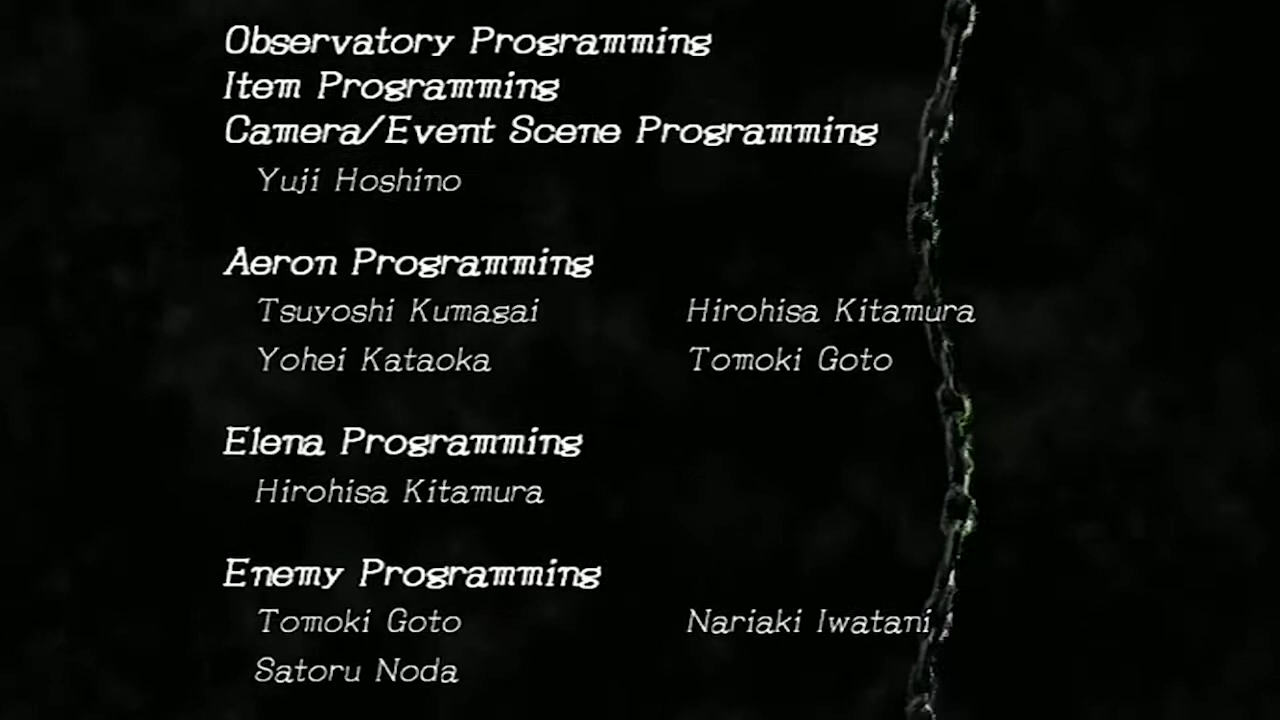 Observatory Programming
Item Programming
Camera/Event Scene Programming
Yuji Hoshino
Aeron Programming
Tsuyoshi Kumagai Hirohisa Kitamura
Yohei Kataoka Tomoki Goto
Elena Programming
Hirohisa Kitamura
Enemy Programming
Tomoki Goto Nariaki Iwatani
Satoru Noda